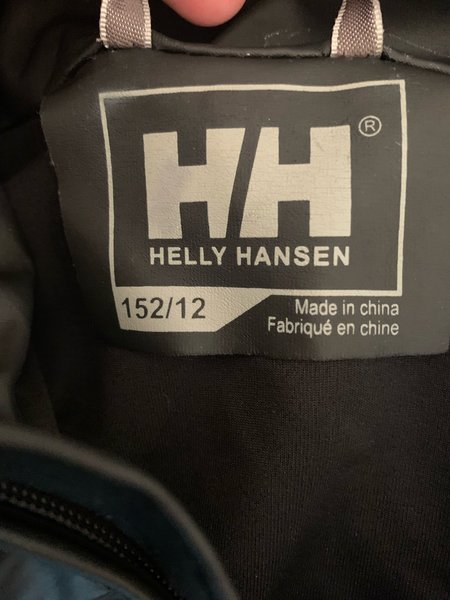 HH®
HELLY HANSEN
152/12
Made in china
Fabriqué en chine